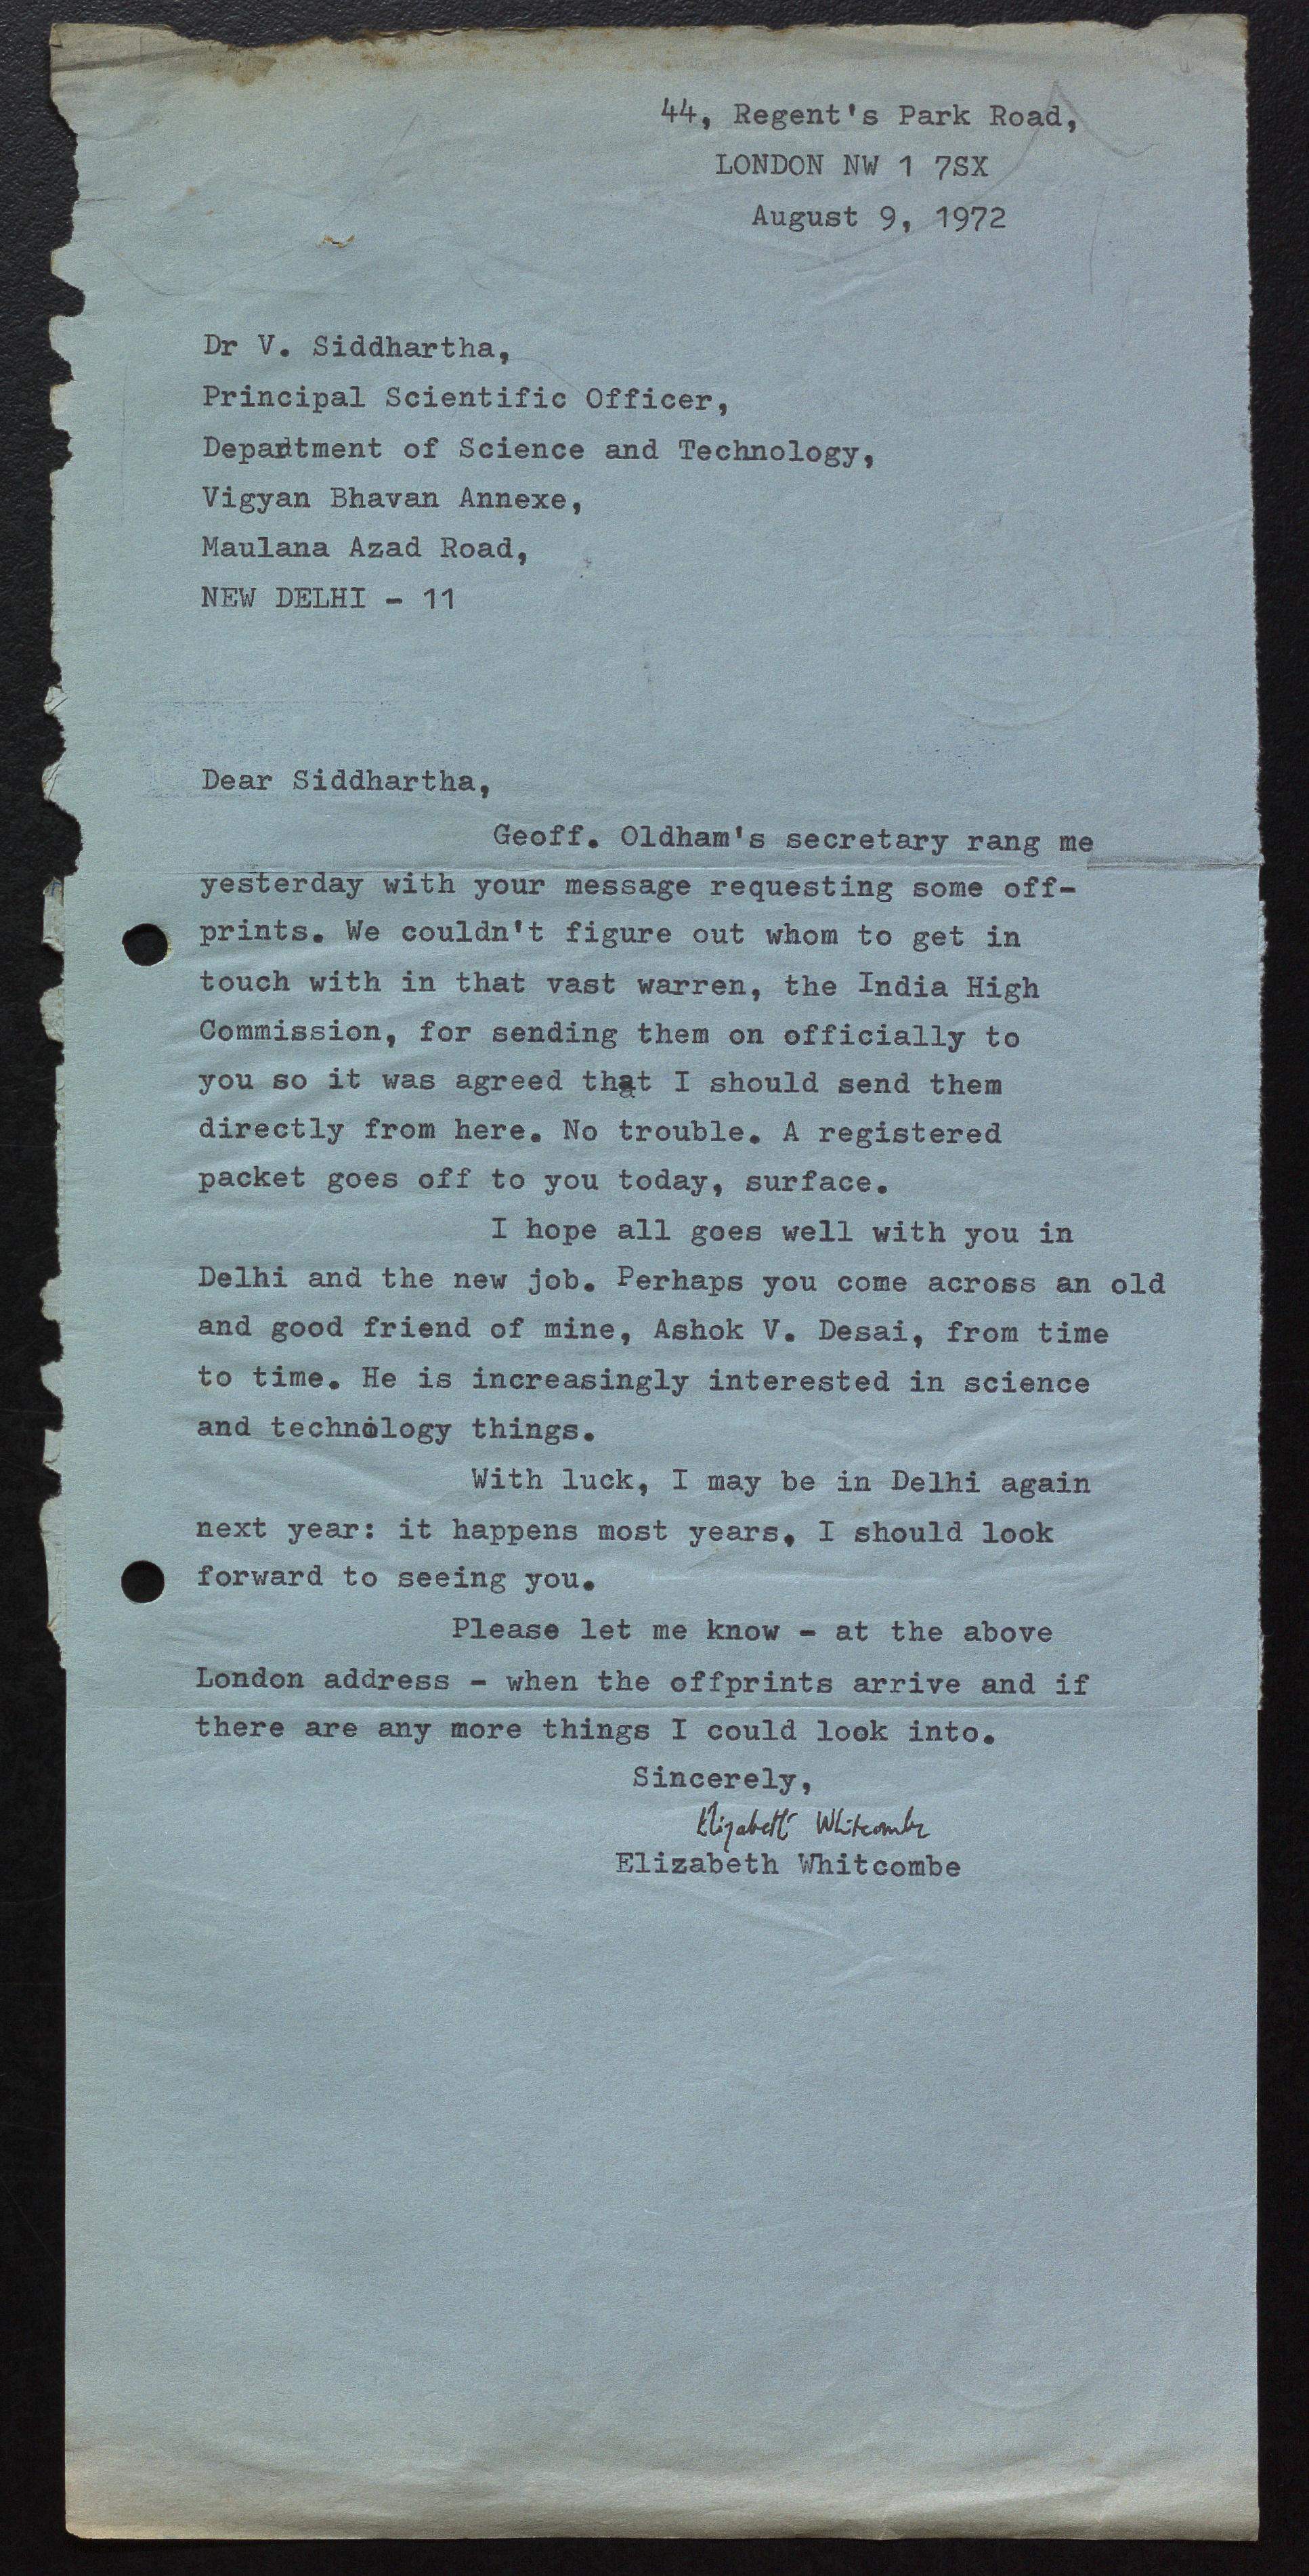 44, Regent's Park Road,
LONDON NW 1 7SX
August 9, 1972
Dr V. Siddhartha,
Principal Scientific Officer,
Department of Science and Technology,
Vigyan Bhavan Annexe,
Maulana Azad Road,
NEW DELHI - 11
Dear Siddhartha,
Geoff. Oldham's secretary rang me
yesterday with your message requesting some off-
prints. We couldn't figure out whom to get in
touch with in that vast warren, the India High
Commission, for sending them on officially to
you so it was agreed that I should send them
directly from here. No trouble. A registered
packet goes off to you today, surface.
I hope all goes well with you in
Delhi and the new job. Perhaps you come across an old
and good friend of mine, Ashok V. Desai, from time
to time. He is increasingly interested in science
and technology things.
With luck, I may be in Delhi again
next year: it happens most years. I should look
forward to seeing you.
Please let me know - at the above
London address - when the offprints arrive and if
there are any more things I could look into.
Sincerely,
Elizabeth Whitcombe
Elizabeth Whitcombe